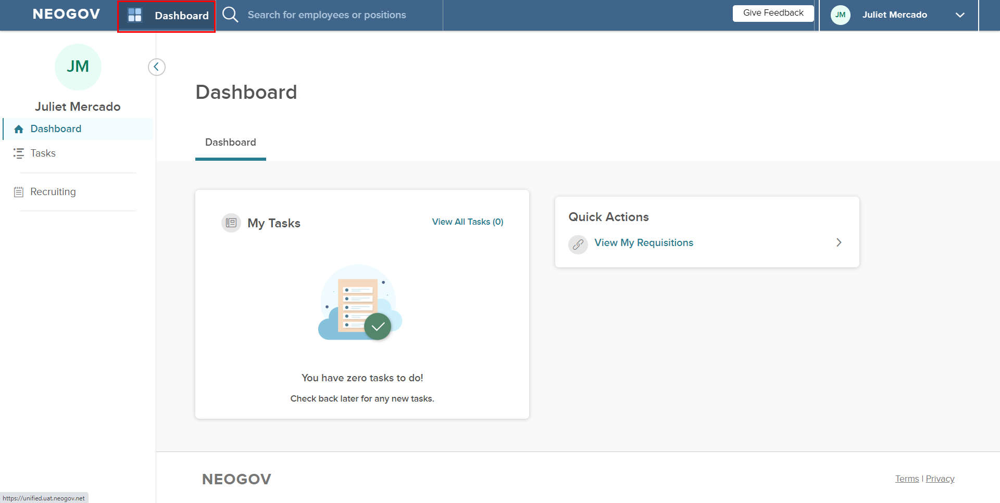 NEOGOV
Dashboard
Search for employees or positions
Give Feedback
JM
Juliet Mercado
JM
Juliet Mercado
Dashboard
Tasks
Recruiting
Dashboard
Dashboard
My Tasks
View All Tasks (0)
You have zero tasks to do!
Check back later for any new tasks.
Quick Actions
View My Requisitions
NEOGOV
Terms | Privacy
https://unified.uat.neogov.net